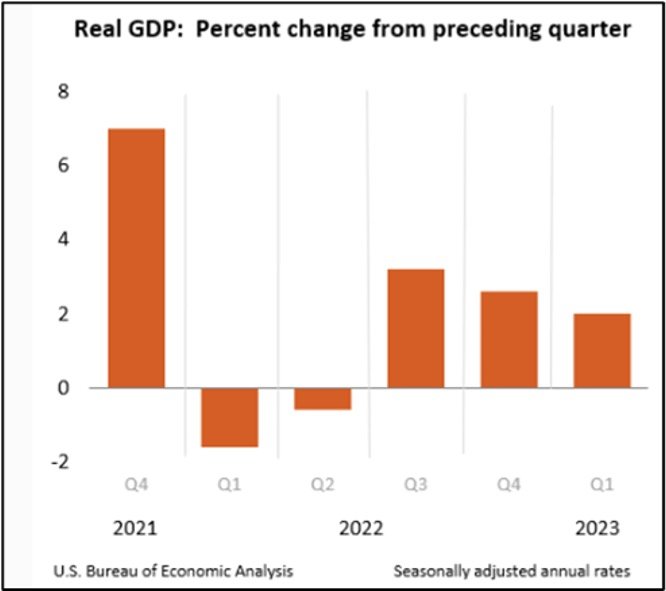 Real GDP: Percent change from preceding quarter
8
6
4
2
0
-2
Q4 Q1 Q2 Q3 Q4 Q1
2021 2022 2023
U.S. Bureau of Economic Analysis Seasonally adjusted annual rates